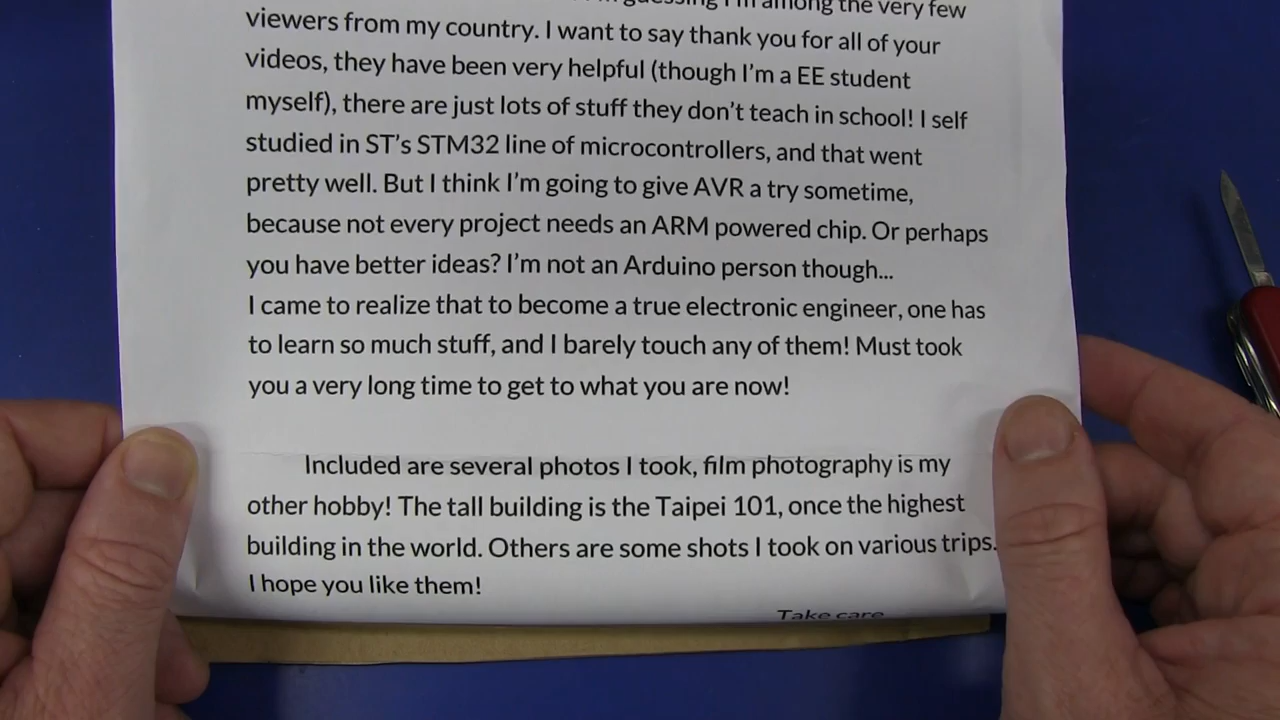 guessing I'm among the very few
viewers from my country. I want to say thank you for all of your
videos, they have been very helpful (though I'm a EE student
myself), there are just lots of stuff they don't teach in school! I self
studied in ST's STM32 line of microcontrollers, and that went
pretty well. But I think I'm going to give AVR a try sometime,
because not every project needs an ARM powered chip. Or perhaps
you have better ideas? I'm not an Arduino person though...
I came to realize that to become a true electronic engineer, one has
to learn so much stuff, and I barely touch any of them! Must took
you a very long time to get to what you are now!
Included are several photos I took, film photography is my
other hobby! The tall building is the Taipei 101, once the highest
building in the world. Others are some shots I took on various trips.
I hope you like them!
Take care